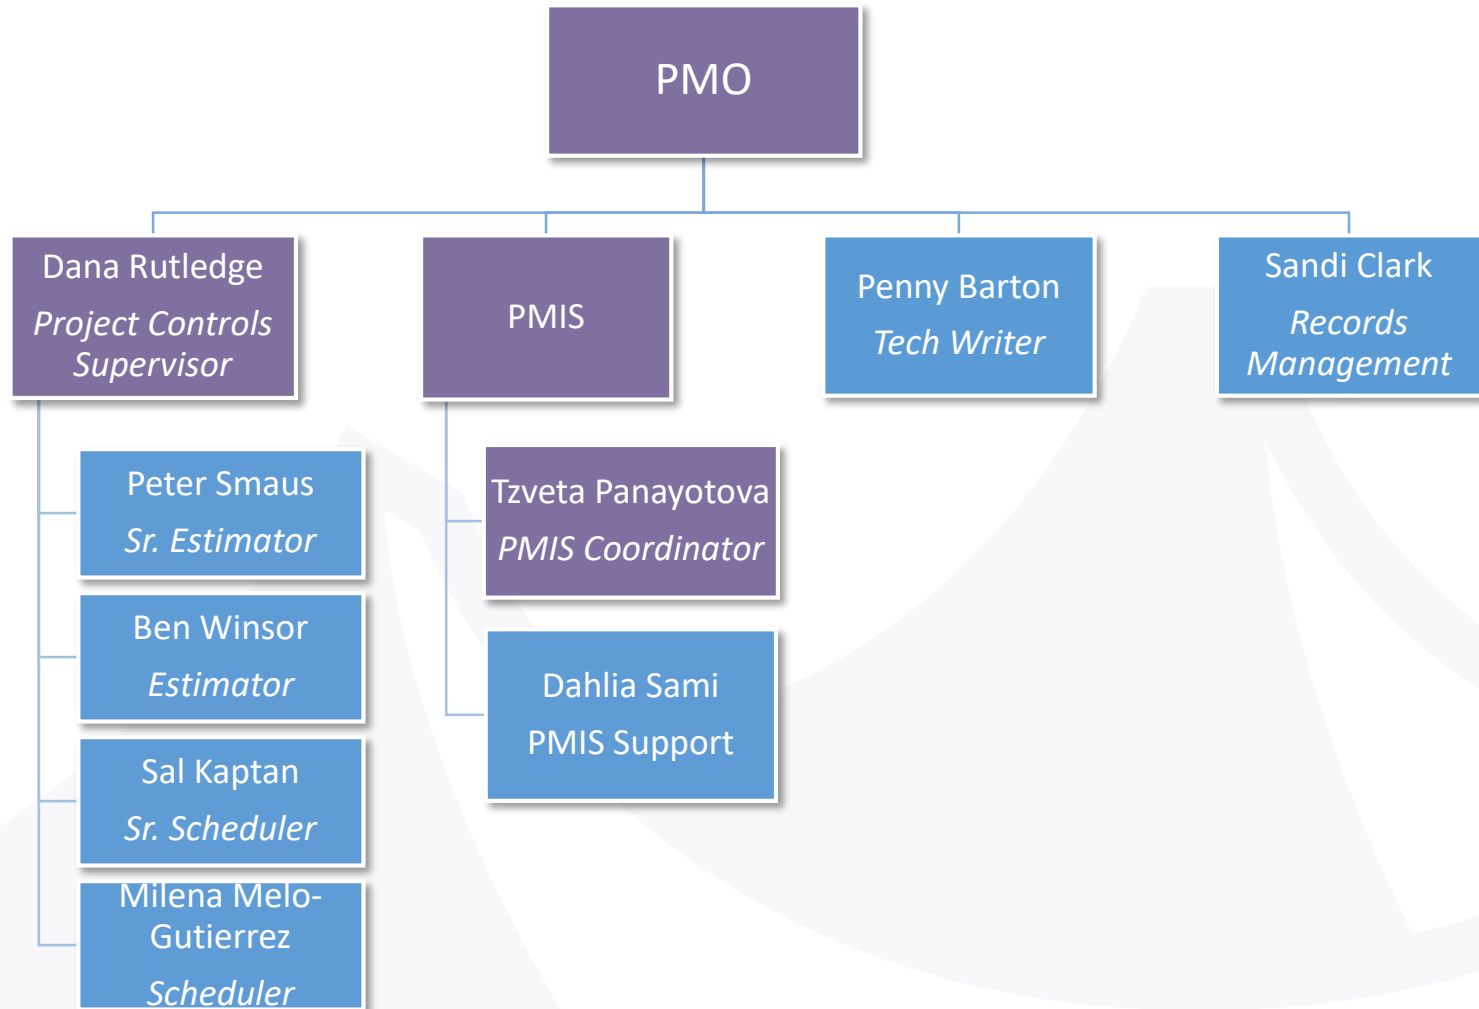 PMO
Dana Rutledge
Project Controls
Supervisor
PMIS
Penny Barton
Tech Writer
Sandi Clark
Records
Management
Peter Smaus
Sr. Estimator
Ben Winsor
Estimator
Sal Kaptan
Sr. Scheduler
Milena Melo-
Gutierrez
Scheduler
Tzveta Panayotova
PMIS Coordinator
Dahlia Sami
PMIS Support